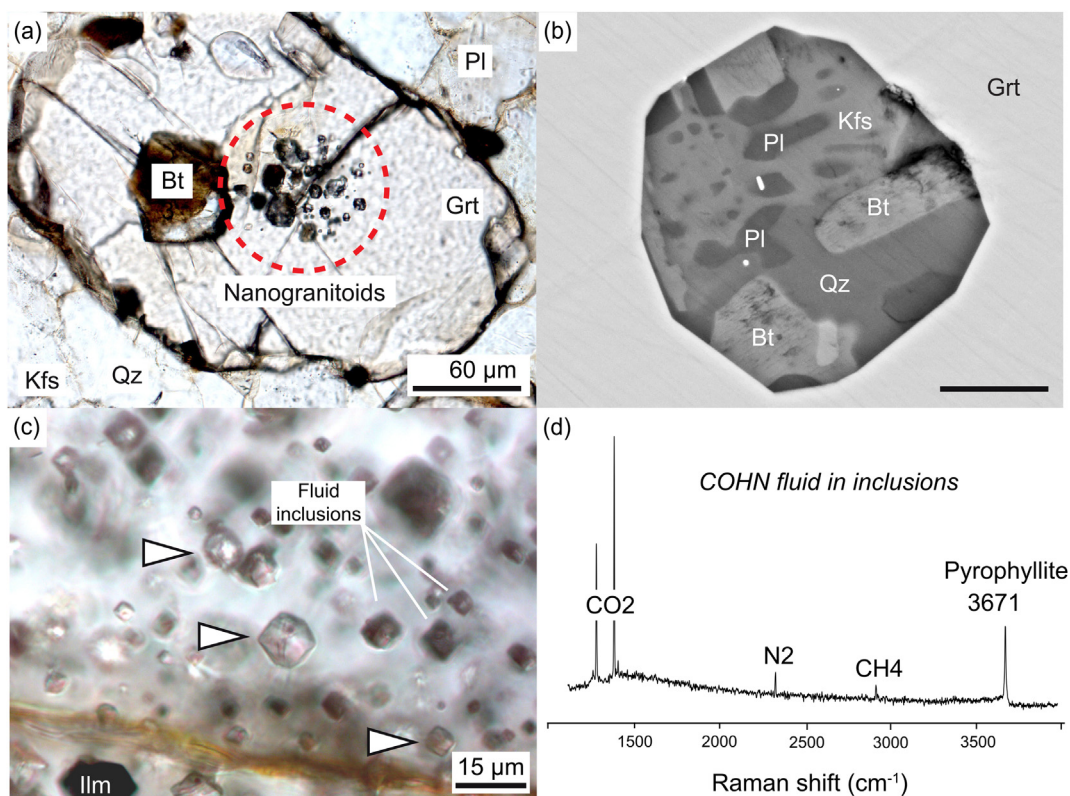 (a)
Pl
Bt
Grt
Nanogranitoids
Kfs
Qz
60 µm
(b)
Grt
Kfs
Pl
Bt
Pl
Qz
Bt
(c)
Fluid
inclusions
Ilm
15 µm
(d)
COHN fluid in inclusions
Pyrophyllite
3671
CO2
N2
CH4
1500
2000
2500
3000
3500
Raman shift (cm⁻¹)